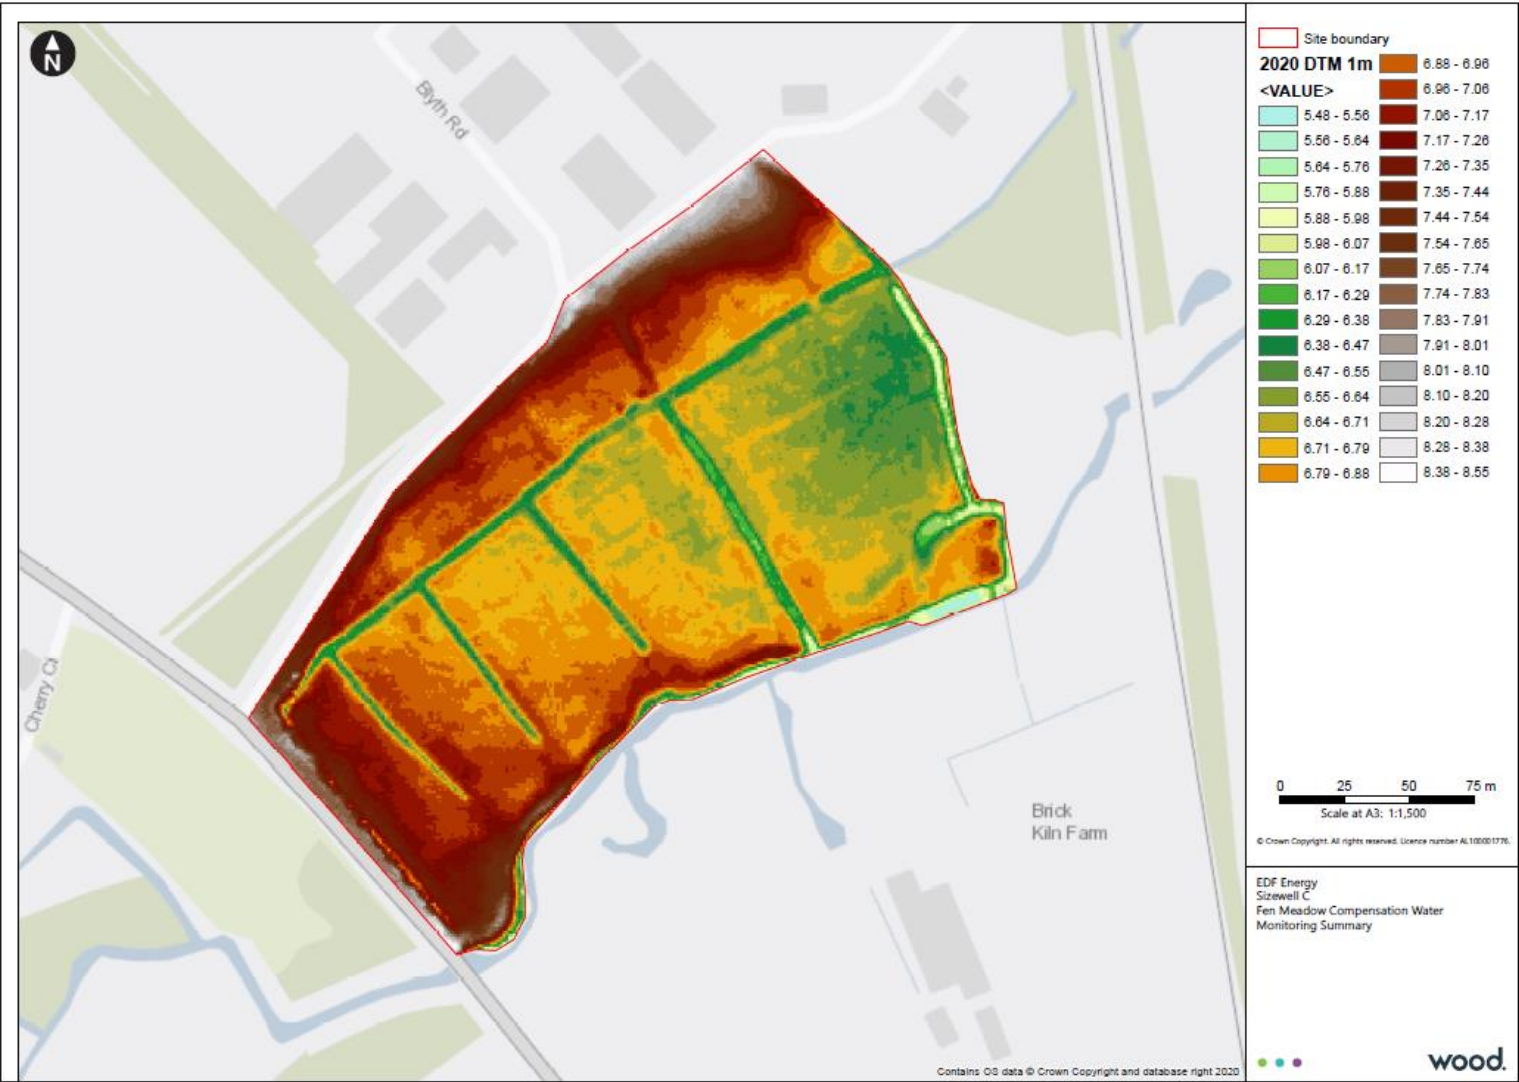 N
Blyth Rd
Cherry Cl
Brick
Kiln Farm
Contains OS data © Crown Copyright and database right 2020
Site boundary
2020 DTM 1m
<VALUE>
5.48 - 5.56
5.56 - 5.64
5.64 - 5.76
5.76 - 5.88
5.88 - 5.98
5.98 - 6.07
6.07 - 6.17
6.17 - 6.29
6.29 - 6.38
6.38 - 6.47
6.47 - 6.55
6.55 - 6.64
6.64 - 6.71
6.71 - 6.79
6.79 - 6.88
6.88 - 6.96
6.96 - 7.06
7.06 - 7.17
7.17 - 7.26
7.26 - 7.35
7.35 - 7.44
7.44 - 7.54
7.54 - 7.65
7.65 - 7.74
7.74 - 7.83
7.83 - 7.91
7.91 - 8.01
8.01 - 8.10
8.10 - 8.20
8.20 - 8.28
8.28 - 8.38
8.38 - 8.55
0 25 50 75 m
Scale at A3: 1:1,500
© Crown Copyright. All rights reserved. Licence number AL100001776.
EDF Energy
Sizewell C
Fen Meadow Compensation Water
Monitoring Summary
wood.